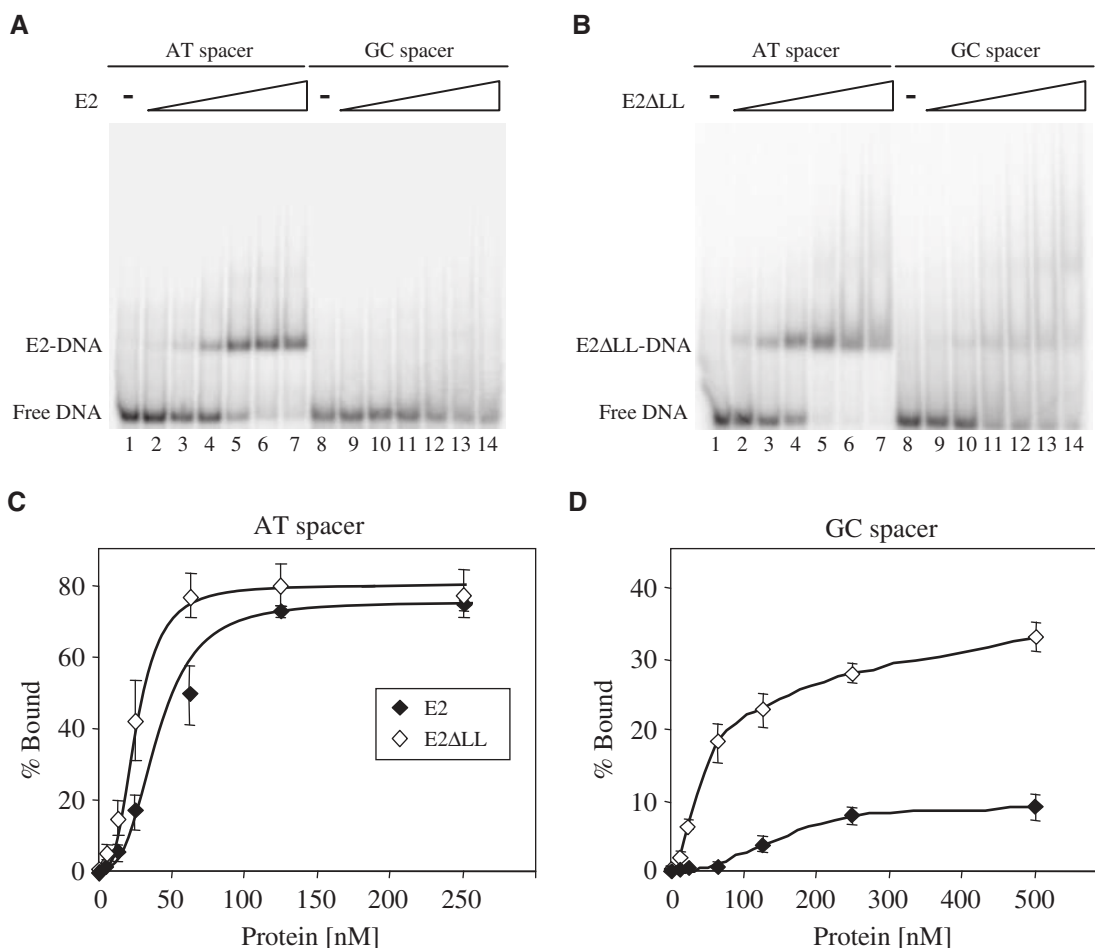 A
AT spacer GC spacer
E2 - -
E2-DNA
Free DNA
1 2 3 4 5 6 7 8 9 10 11 12 13 14
B
AT spacer GC spacer
E2ΔLL - -
E2ΔLL-DNA
Free DNA
1 2 3 4 5 6 7 8 9 10 11 12 13 14
C
AT spacer
% Bound
80
60
40
20
0
0 50 100 150 200 250
Protein [nM]
E2
E2ΔLL
D
GC spacer
% Bound
40
30
20
10
0
0 100 200 300 400 500
Protein [nM]